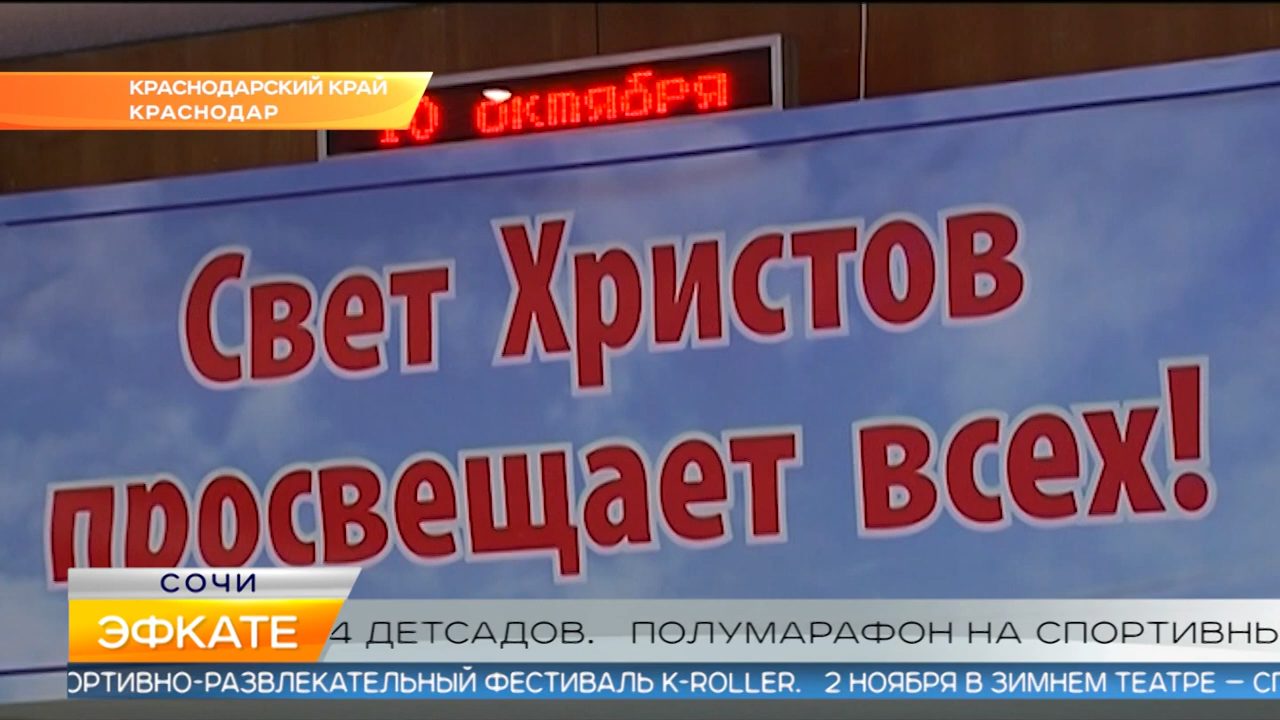 КРАСНОДАРСКИЙ КРАЙ
КРАСНОДАР
10 октября
Свет Христов
просвещает всех!
СОЧИ
ЭФКАТЕ
4 ДЕТСАДОВ. ПОЛУМАРАФОН НА СПОРТИВНЫ
ОРТИВНО-РАЗВЛЕКАТЕЛЬНЫЙ ФЕСТИВАЛЬ K-ROLLER. 2 НОЯБРЯ В ЗИМНЕМ ТЕАТРЕ – СП